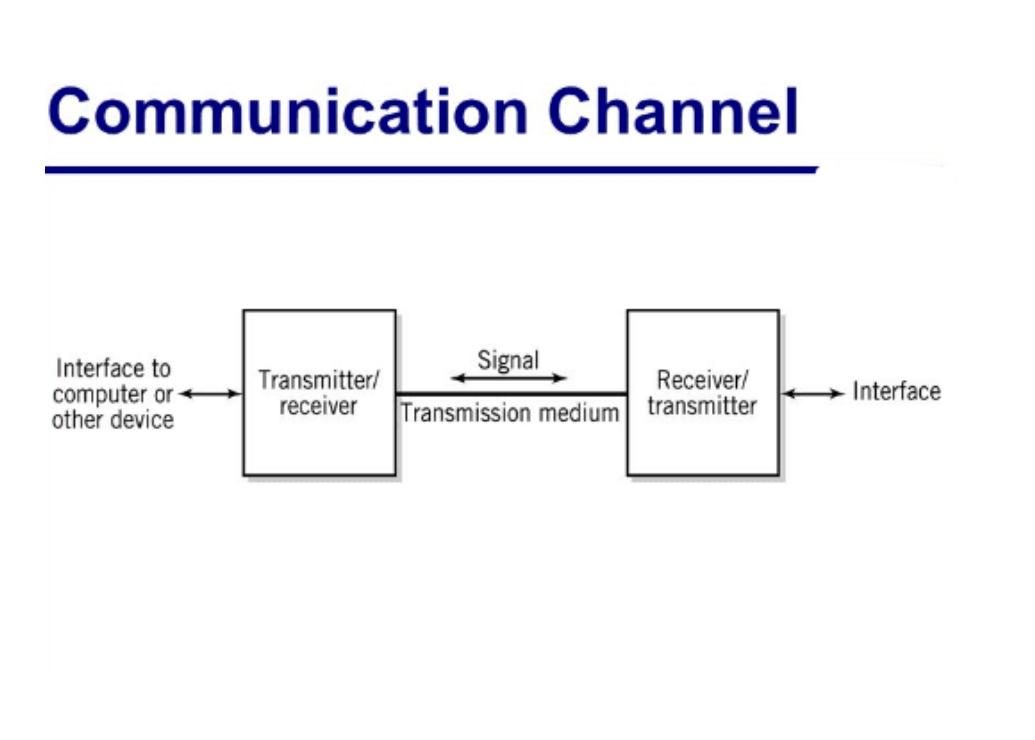 Communication Channel
Interface to
computer or
other device
Transmitter/
receiver
Signal
Transmission medium
Receiver/
transmitter
Interface